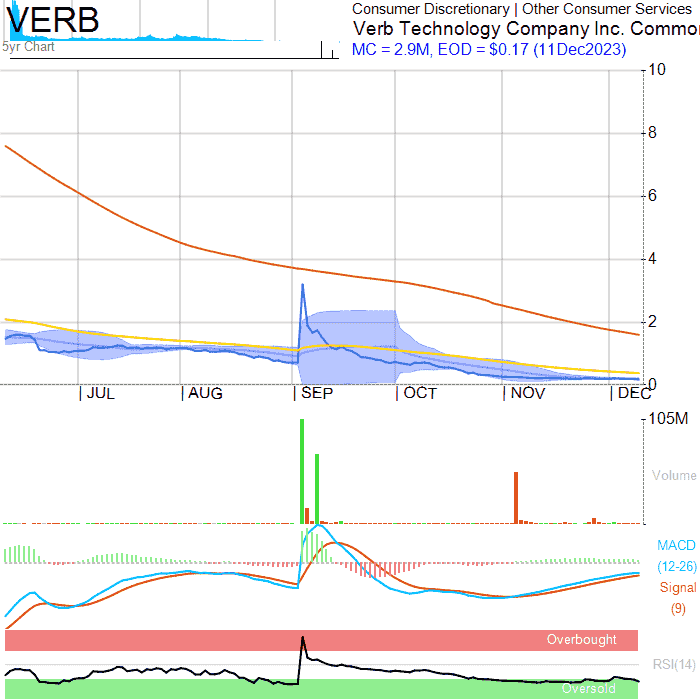 VERB
5yr Chart
Consumer Discretionary | Other Consumer Services
Verb Technology Company Inc. Commo
MC = 2.9M, EOD = $0.17 (11Dec2023)
10
8
6
4
2
0
JUL AUG SEP OCT NOV DEC
105M
Volume
MACD
(12-26)
Signal
(9)
Overbought
RSI(14)
Oversold